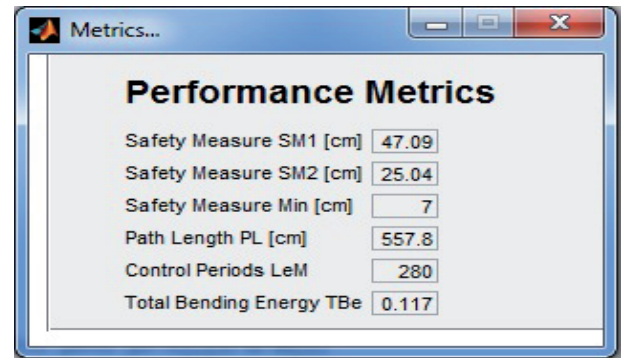 Metrics...
Performance Metrics
Safety Measure SM1 [cm] 47.09
Safety Measure SM2 [cm] 25.04
Safety Measure Min [cm] 7
Path Length PL [cm] 557.8
Control Periods LeM 280
Total Bending Energy TBe 0.117